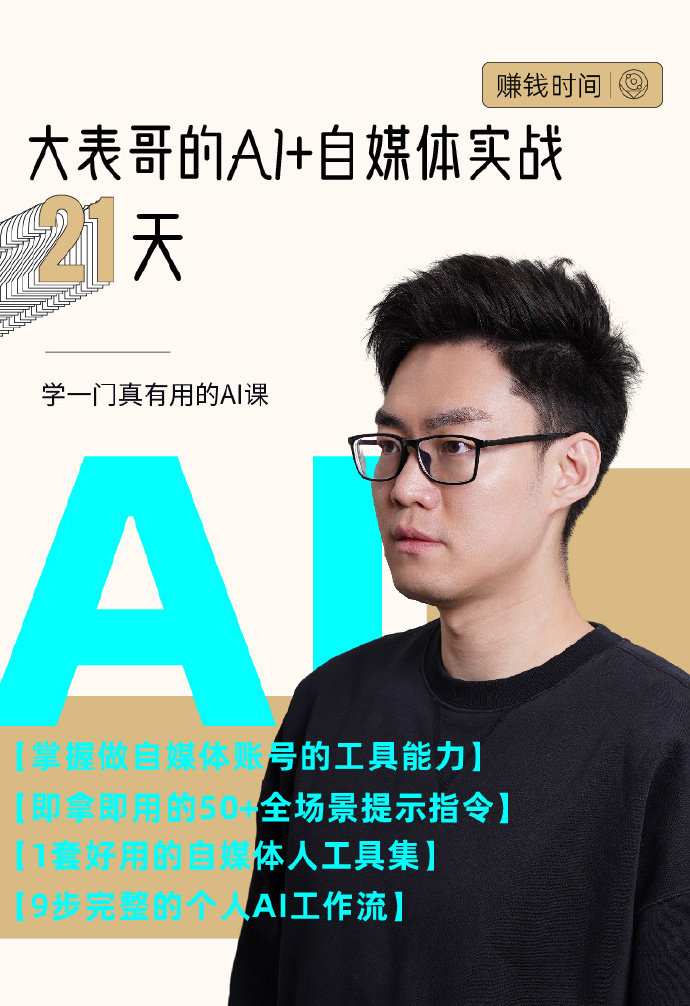 赚钱时间
大表哥的AI+自媒体实战
21天
学一门真有用的AI课
AI
【掌握做自媒体账号的工具能力】
【即拿即用的50+全场景提示指令】
【1套好用的自媒体人工具集】
【9步完整的个人AI工作流】